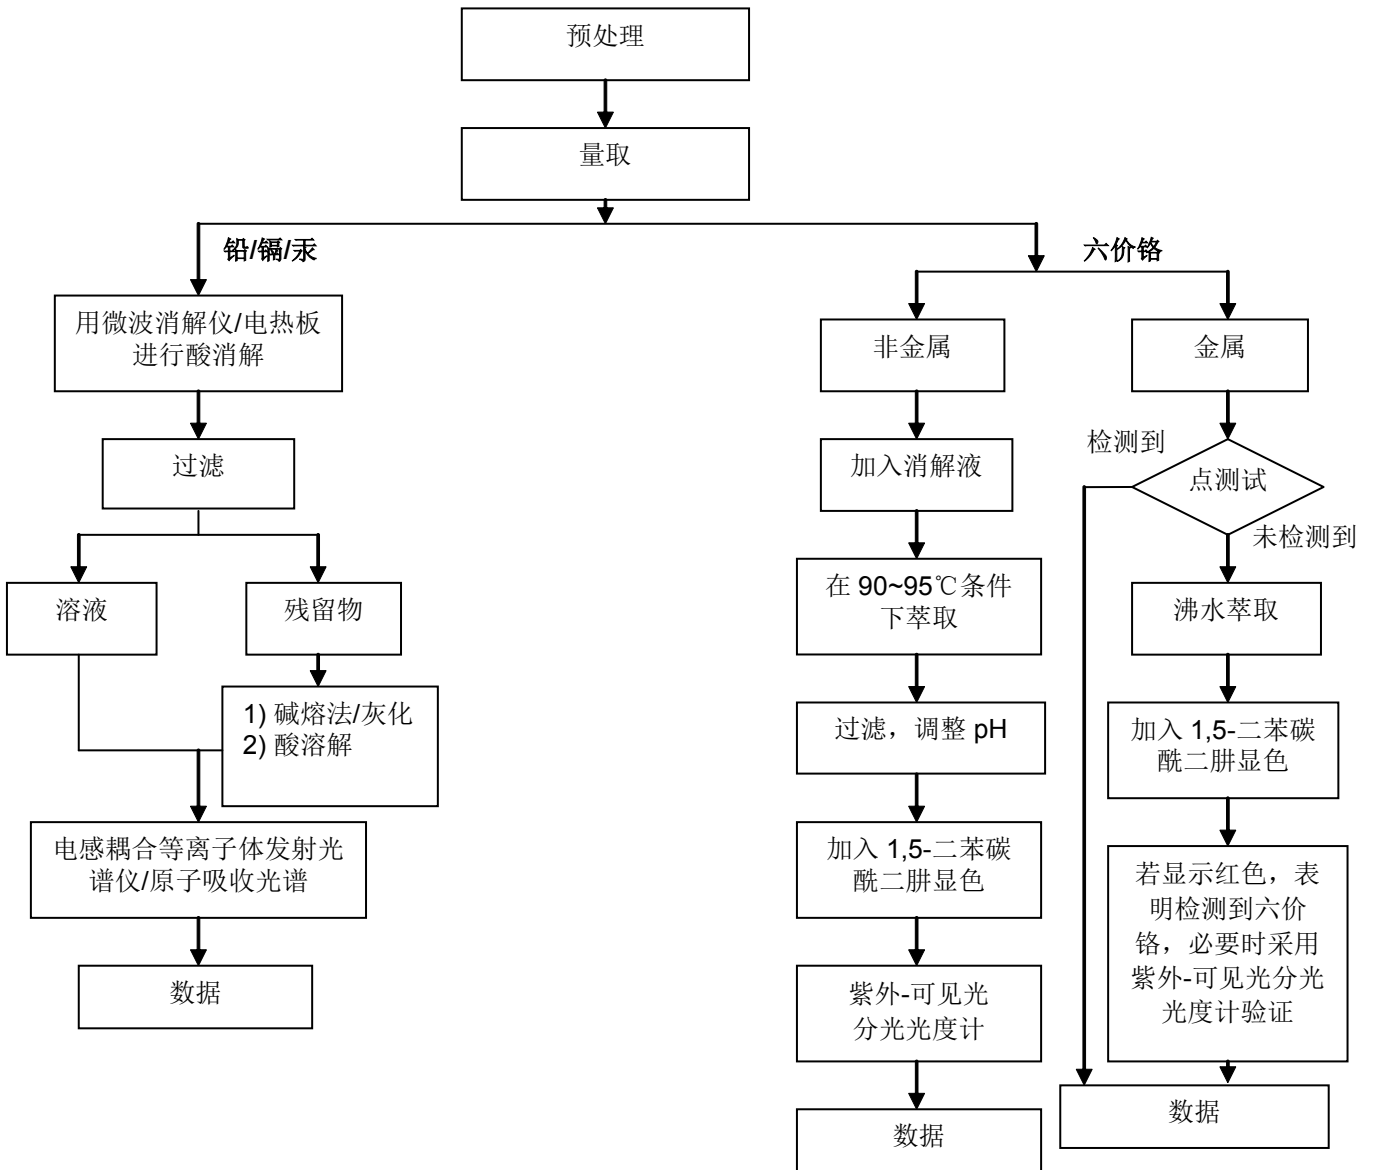 预处理
量取
铅/镉/汞
六价铬
用微波消解仪/电热板
进行酸消解
非金属
金属
过滤
加入消解液
检测到
点测试
未检测到
溶液
残留物
在 90~95℃条件
下萃取
沸水萃取
1) 碱熔法/灰化
2) 酸溶解
过滤，调整 pH
加入 1,5-二苯碳
酰二肼显色
电感耦合等离子体发射光
谱仪/原子吸收光谱
加入 1,5-二苯碳
酰二肼显色
若显示红色，表
明检测到六价
铬，必要时采用
紫外-可见光分光
光度计验证
数据
紫外-可见光
分光光度计
数据
数据